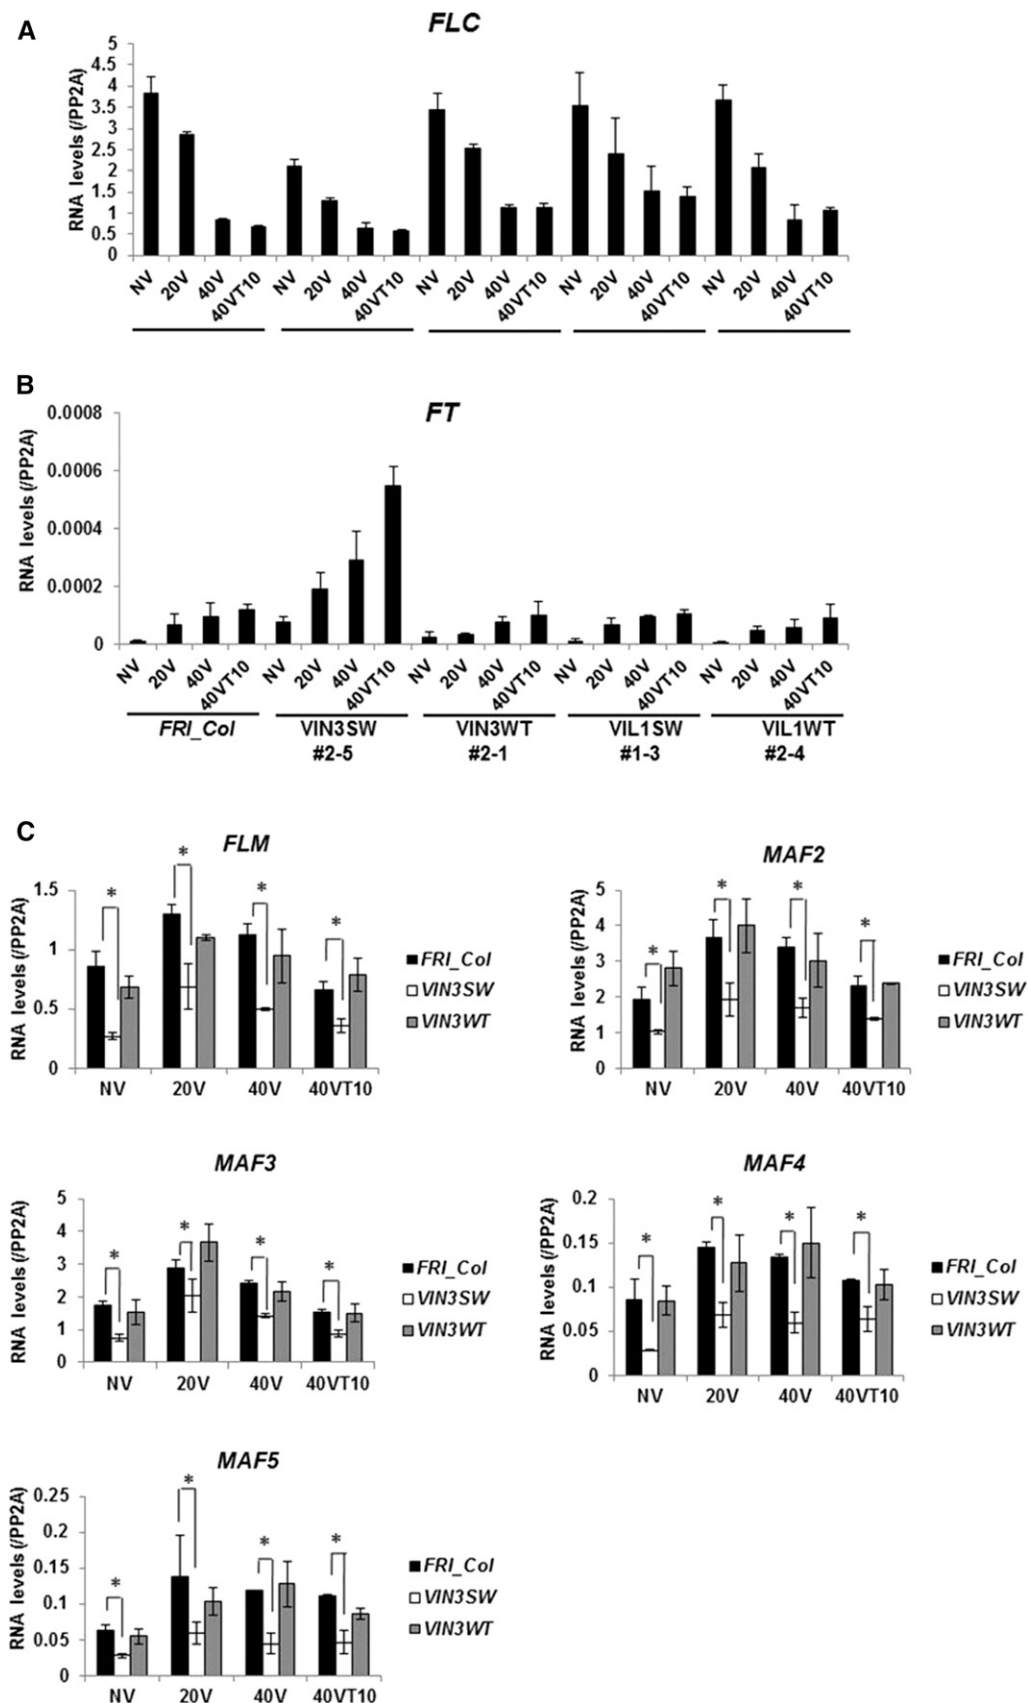 A
FLC
RNA levels (/PP2A)
5
4.5
4
3.5
3
2.5
2
1.5
1
0.5
0
NV 20V 40V 40VT10 NV 20V 40V 40VT10 NV 20V 40V 40VT10 NV 20V 40V 40VT10 NV 20V 40V 40VT10
B
FT
RNA levels (/PP2A)
0.0008
0.0006
0.0004
0.0002
0
NV 20V 40V 40VT10 NV 20V 40V 40VT10 NV 20V 40V 40VT10 NV 20V 40V 40VT10 NV 20V 40V 40VT10
FRI_Col VIN3SW VIN3WT VIL1SW VIL1WT
#2-5 #2-1 #1-3 #2-4
C
FLM
RNA levels (/PP2A)
1.5
1
0.5
0
* * * *
NV 20V 40V 40VT10
FRI_Col
VIN3SW
VIN3WT
MAF2
RNA levels (/PP2A)
5
4
3
2
1
0
* * * *
NV 20V 40V 40VT10
FRI_Col
VIN3SW
VIN3WT
MAF3
RNA levels (/PP2A)
5
4
3
2
1
0
* * * *
NV 20V 40V 40VT10
FRI_Col
VIN3SW
VIN3WT
MAF4
RNA levels (/PP2A)
0.2
0.15
0.1
0.05
0
* * * *
NV 20V 40V 40VT10
FRI_Col
VIN3SW
VIN3WT
MAF5
RNA levels (/PP2A)
0.25
0.2
0.15
0.1
0.05
0
* * * *
NV 20V 40V 40VT10
FRI_Col
VIN3SW
VIN3WT